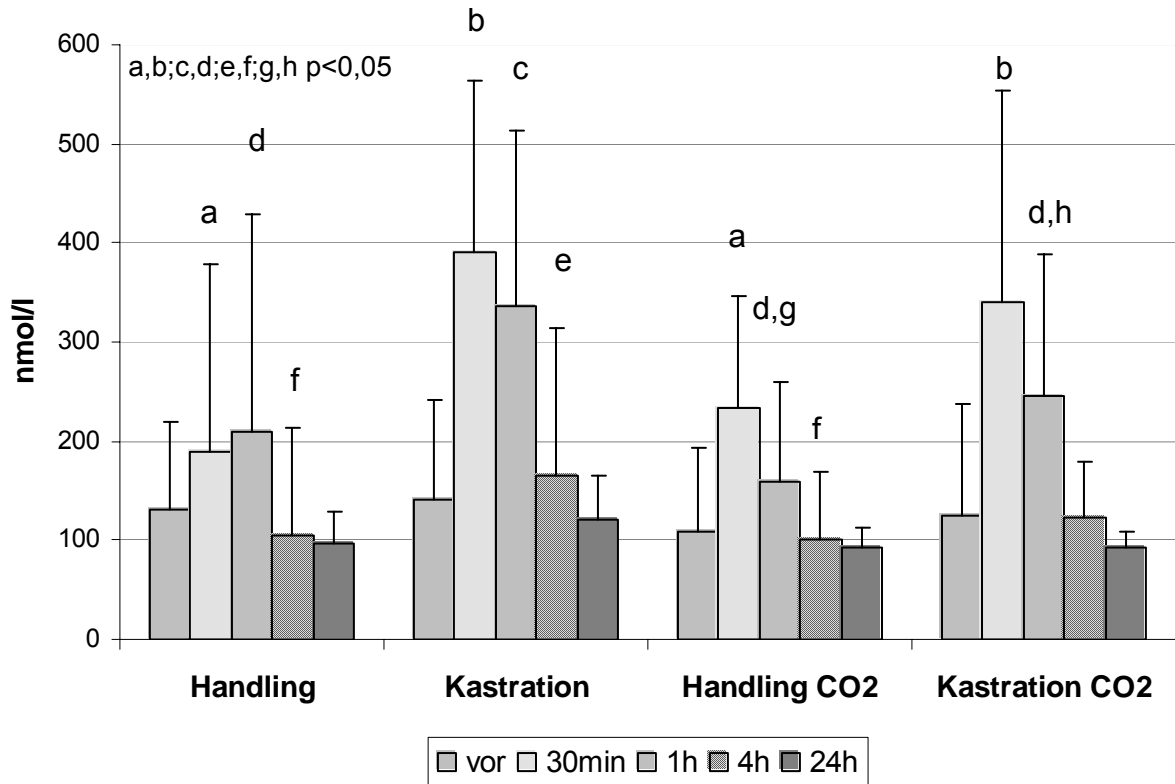 b
600
a,b;c,d;e,f;g,h p<0,05
c
b
500
d
d,h
400
a
a
e
nmol/l
300
d,g
f
200
f
100
0
Handling
Kastration
Handling CO2
Kastration CO2
vor 30min 1h 4h 24h